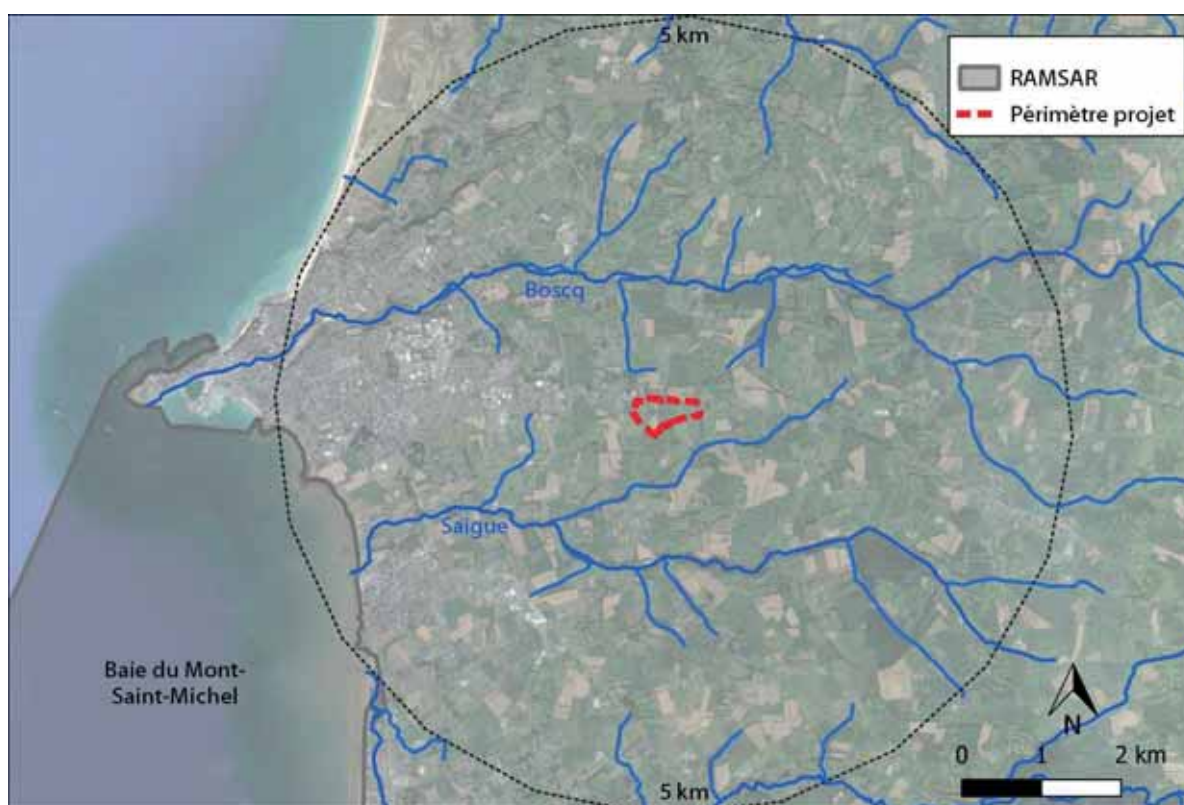 5 km
RAMSAR
Périmètre projet
Boscq
Saigue
Baie du Mont-
Saint-Michel
N
0 1 2 km
5 km